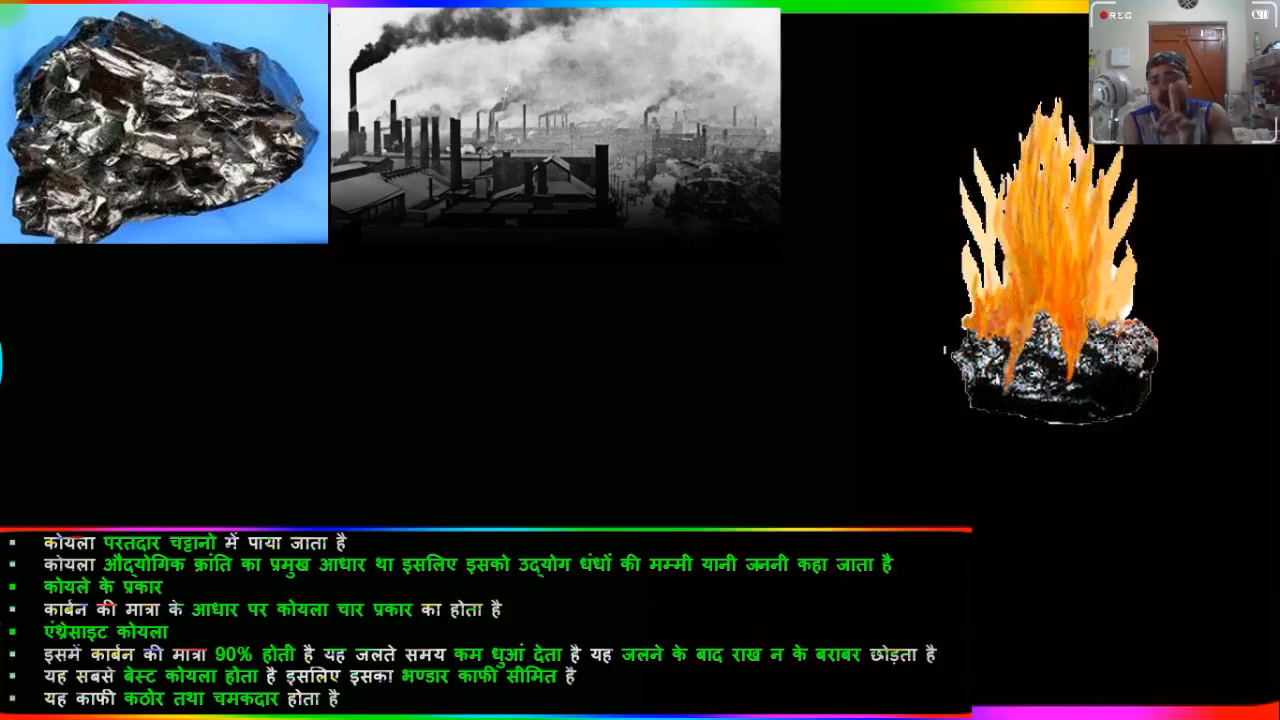 REC
कोयला परतदार चट्टानो में पाया जाता है
कोयला औद्योगिक क्रांति का प्रमुख आधार था इसलिए इसको उद्योग धंधों की मम्मी यानी जननी कहा जाता है
कोयले के प्रकार
कार्बन की मात्रा के आधार पर कोयला चार प्रकार का होता है
एंथ्रेसाइट कोयला
इसमें कार्बन की मात्रा 90% होती है यह जलते समय कम धुआं देता है यह जलने के बाद राख न के बराबर छोड़ता है
यह सबसे बेस्ट कोयला होता है इसलिए इसका भण्डार काफी सीमित है
यह काफी कठोर तथा चमकदार होता है